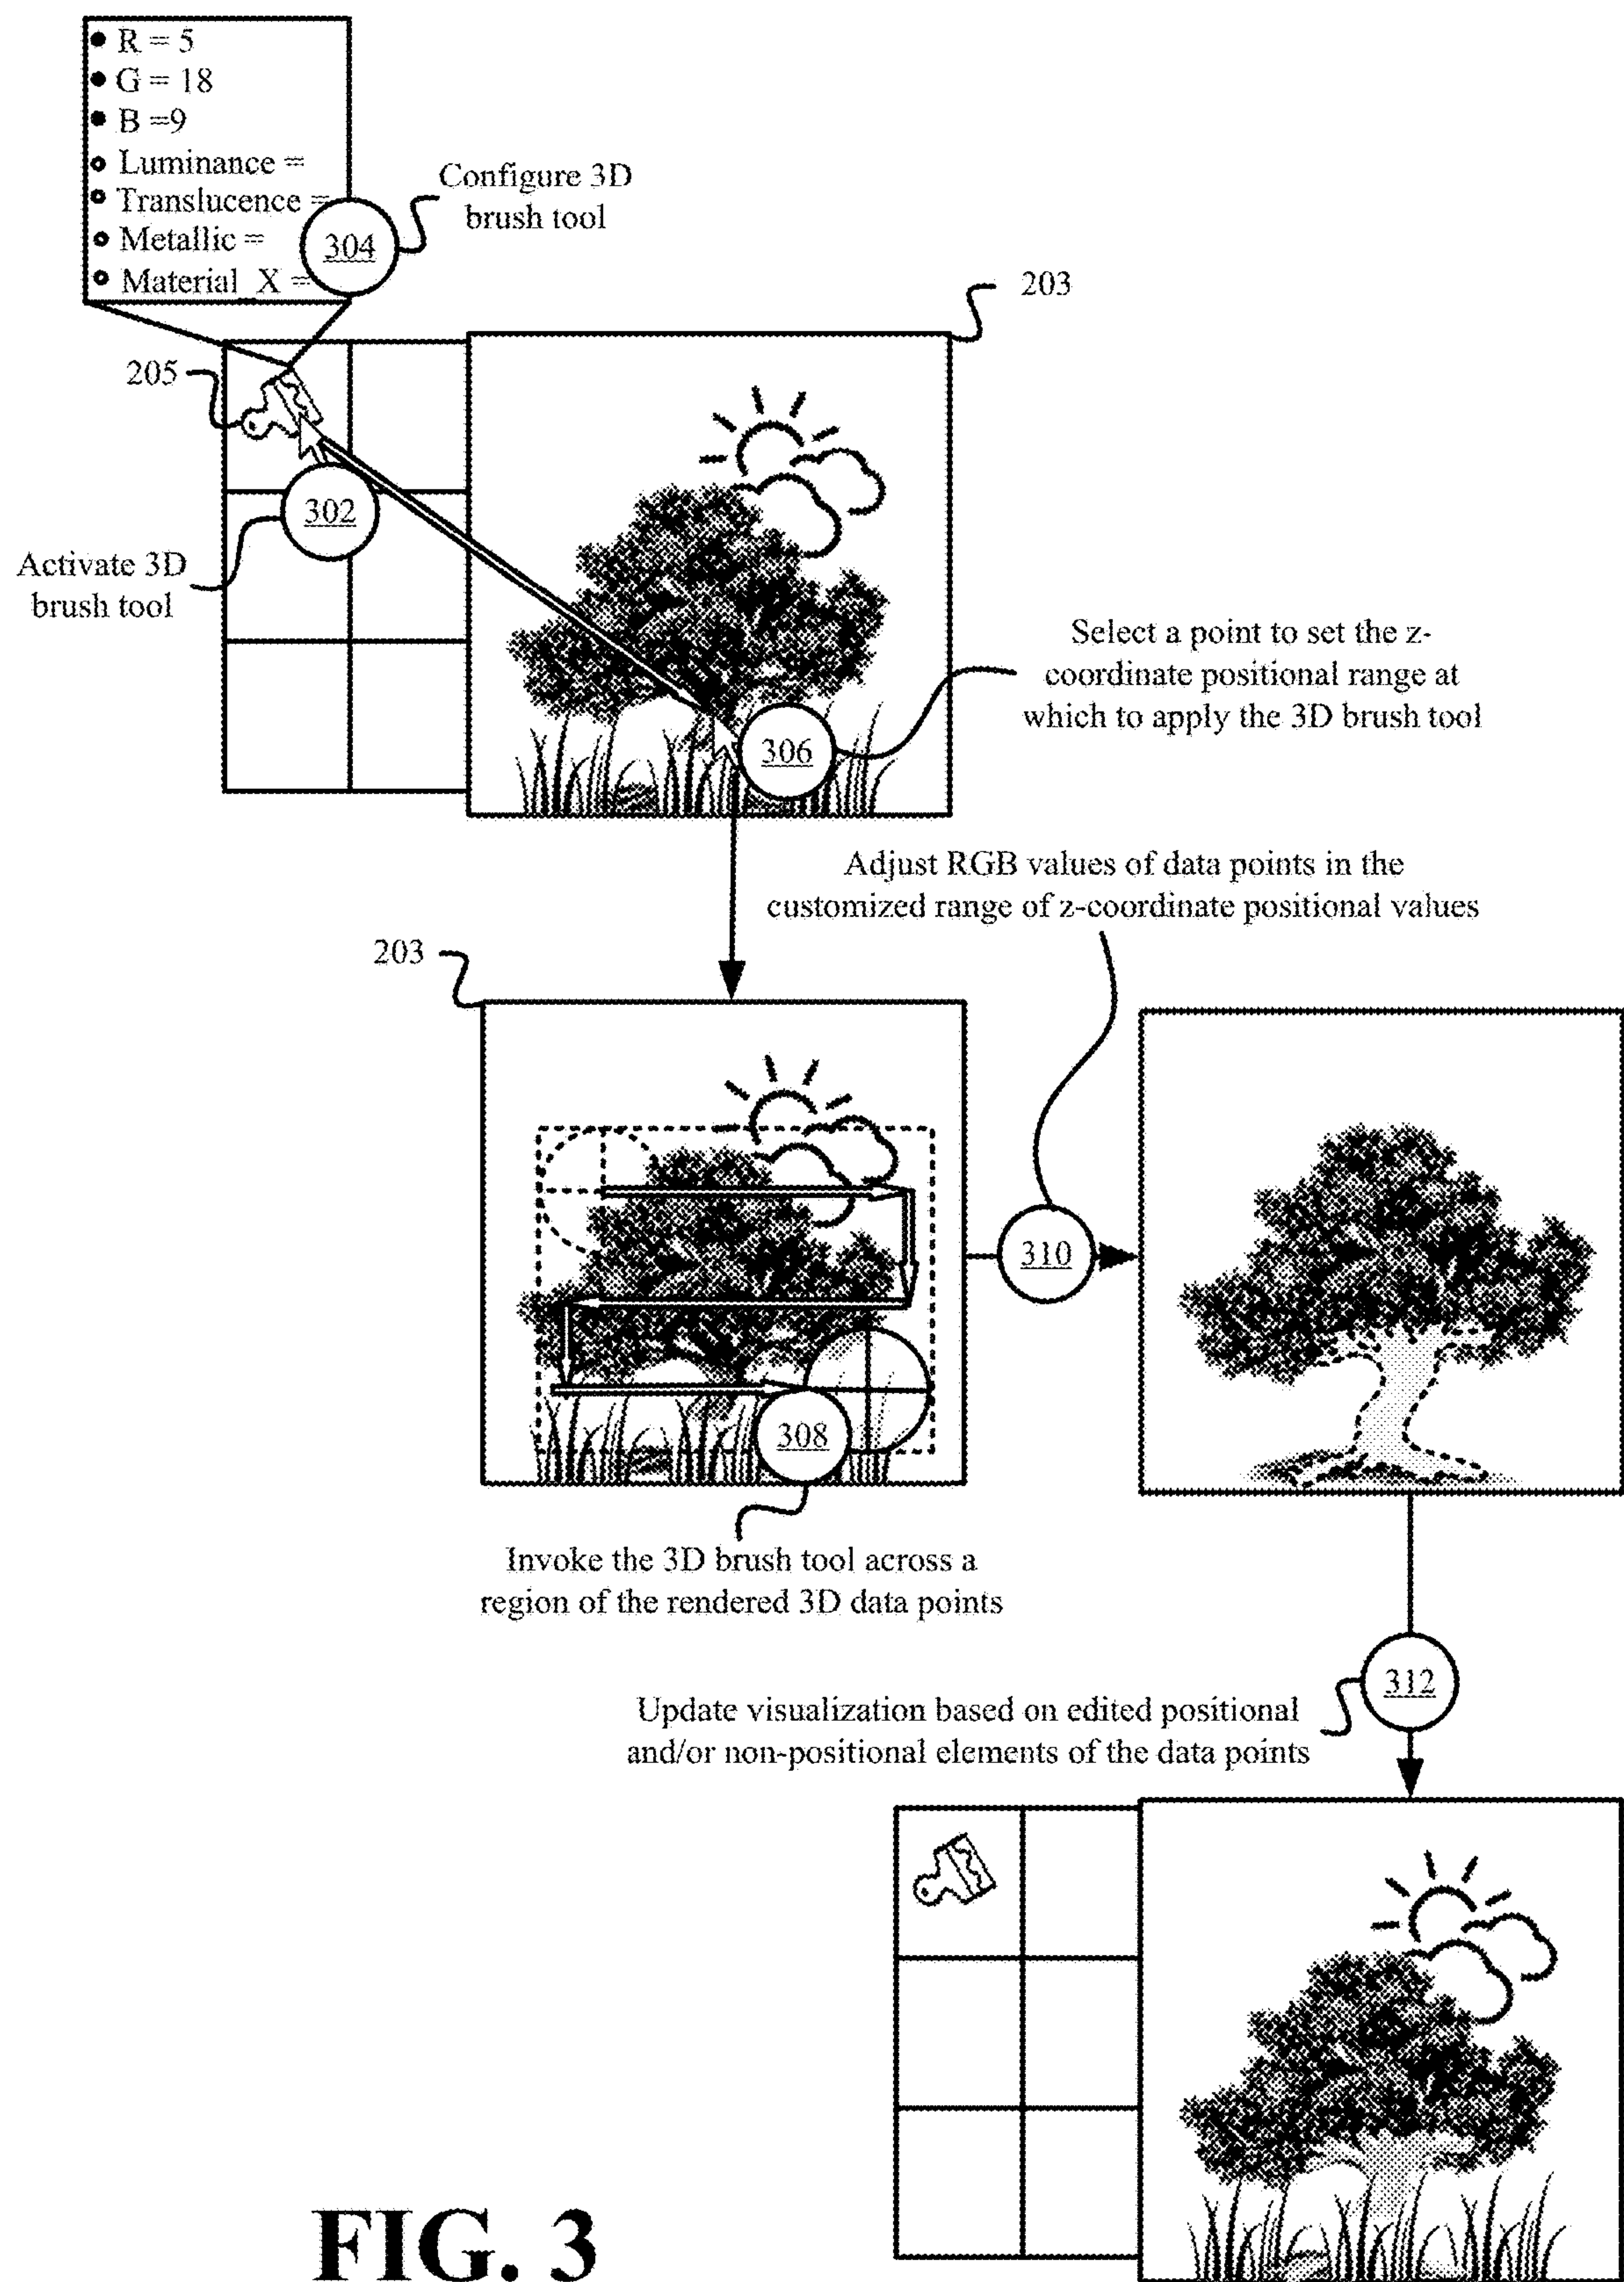 R = 5
G = 18
B =9
Luminance =
Translucence =
Metallic =
Material_X =
304
Configure 3D
brush tool
203
205
302
Activate 3D
brush tool
Select a point to set the z-
coordinate positional range at
which to apply the 3D brush tool
306
Adjust RGB values of data points in the
customized range of z-coordinate positional values
203
310
308
Invoke the 3D brush tool across a
region of the rendered 3D data points
312
Update visualization based on edited positional
and/or non-positional elements of the data points
FIG. 3